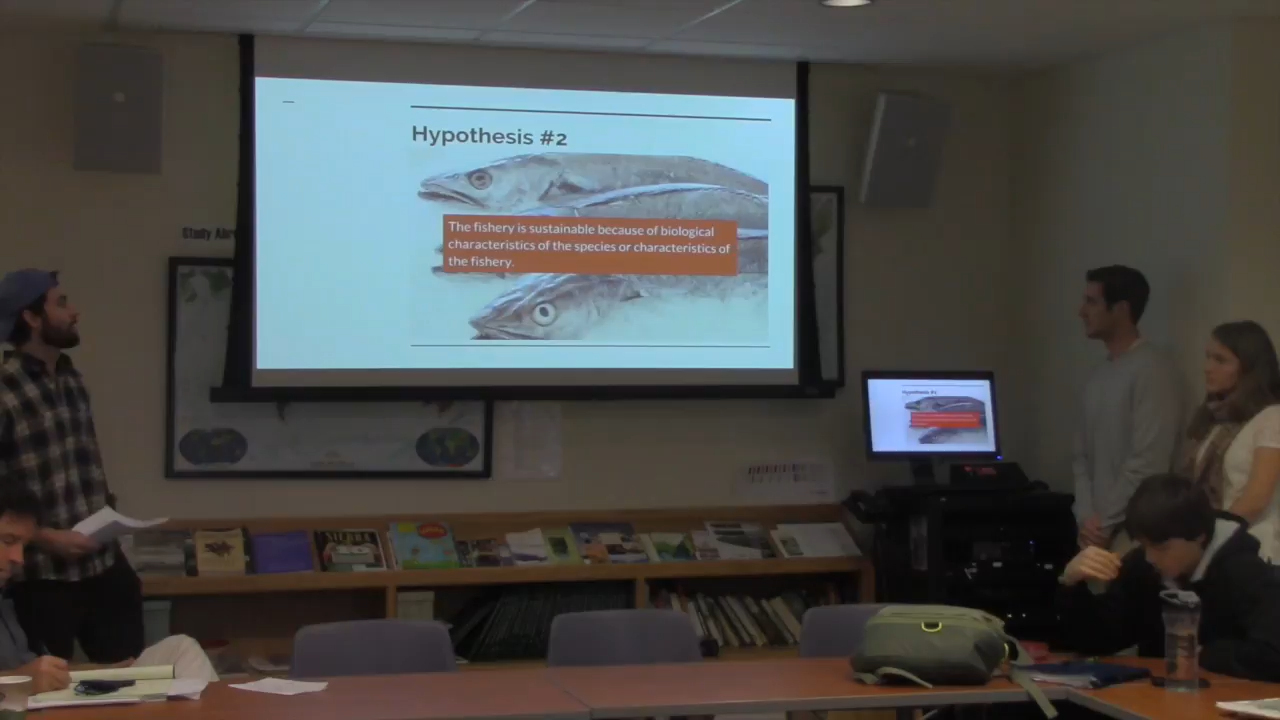 Hypothesis #2
The fishery is sustainable because of biological
characteristics of the species or characteristics of
the fishery.
Study Abr